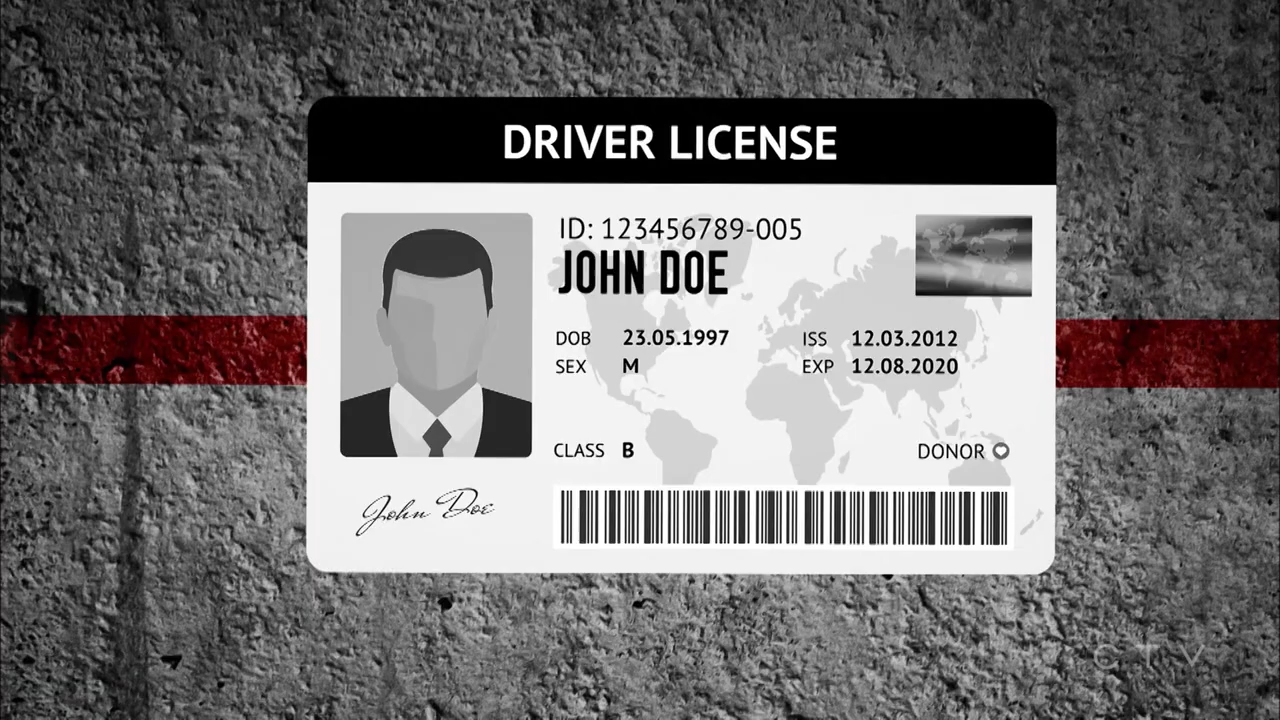 DRIVER LICENSE
ID: 123456789-005
JOHN DOE
DOB 23.05.1997 ISS 12.03.2012
SEX M EXP 12.08.2020
CLASS B DONOR
John Doe
CTV